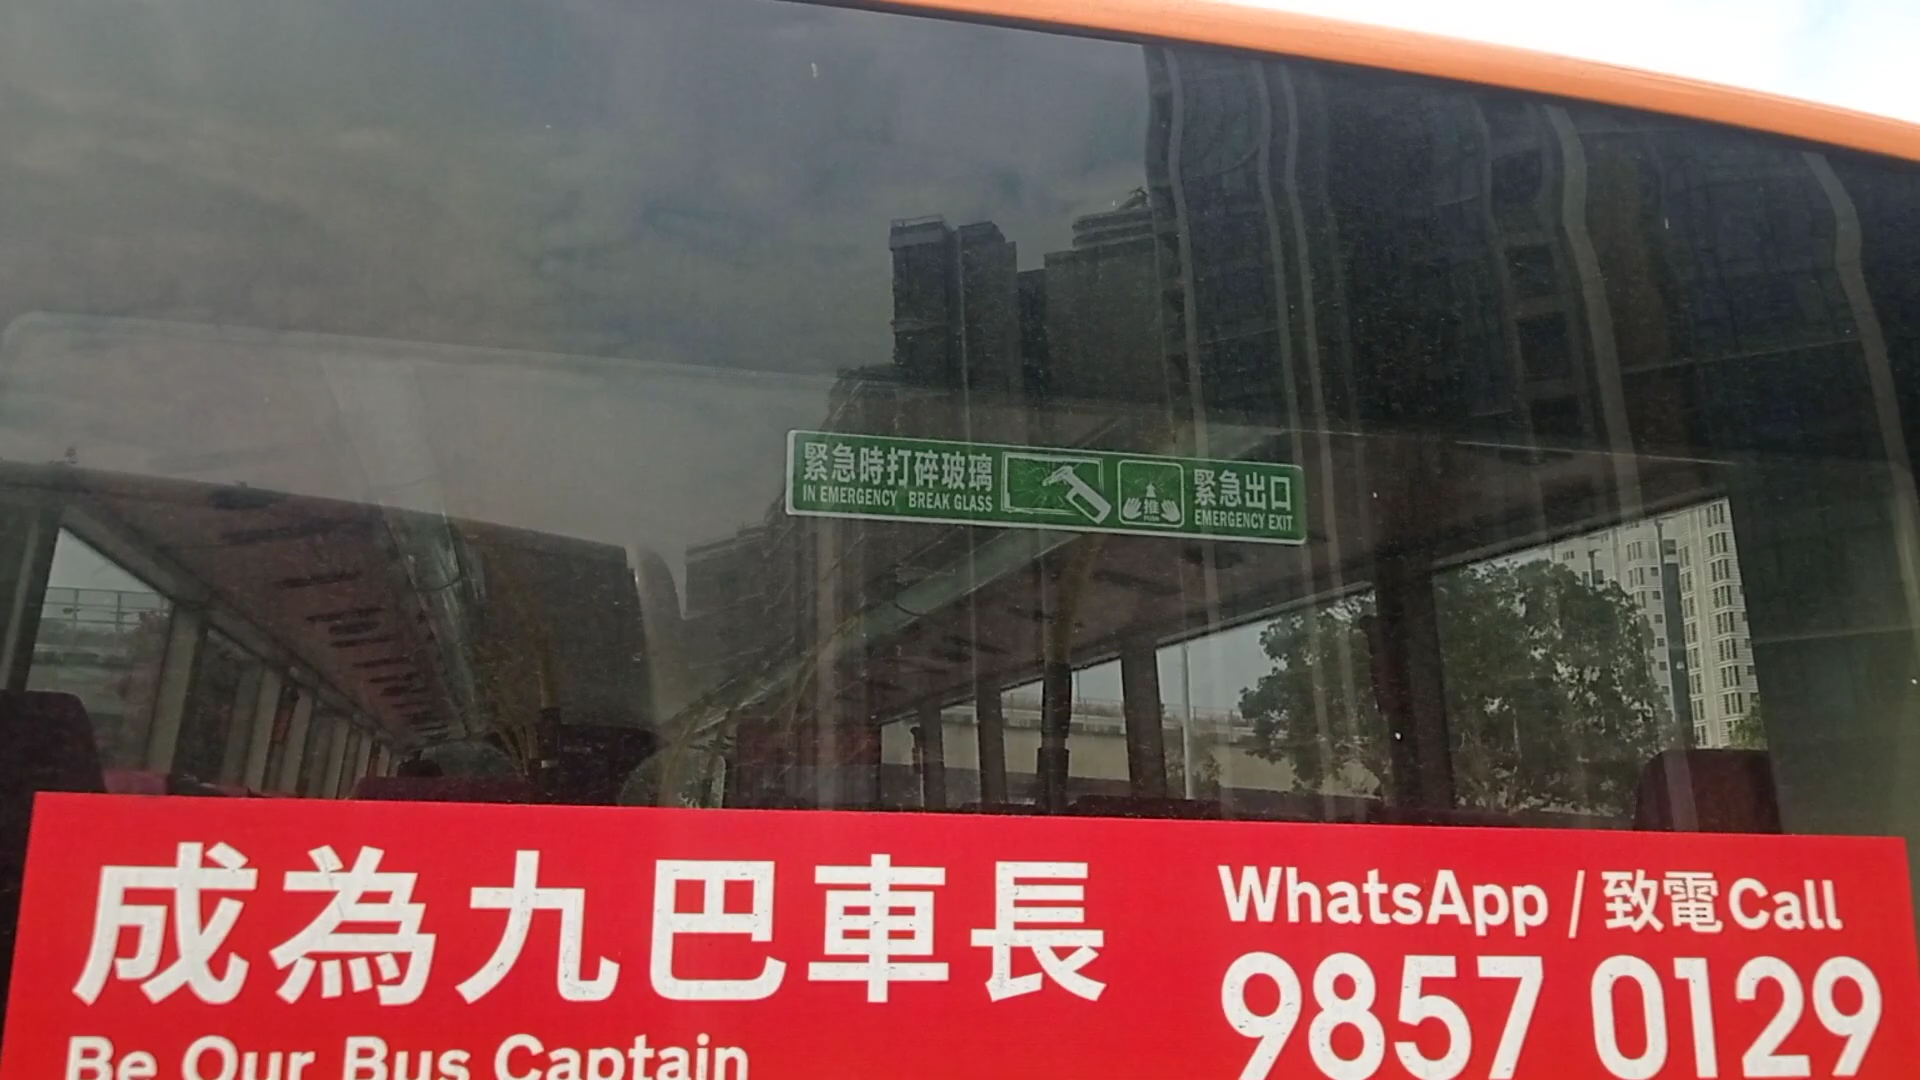 緊急時打碎玻璃
IN EMERGENCY BREAK GLASS
推
PUSH
緊急出口
EMERGENCY EXIT
成為九巴車長
Be Our Bus Captain
WhatsApp / 致電 Call
9857 0129